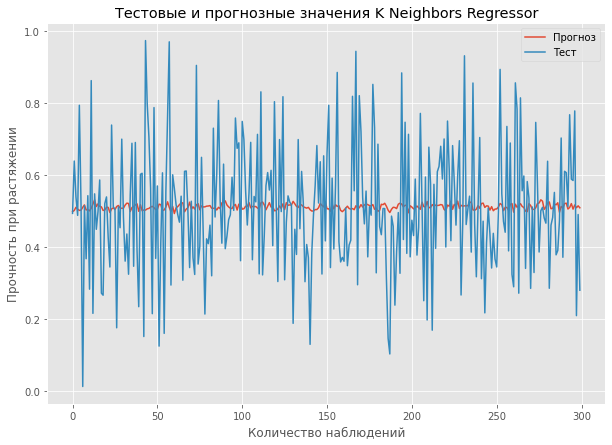 Тестовые и прогнозные значения K Neighbors Regressor
Прогноз
Тест
Прочность при растяжении
1.0
0.8
0.6
0.4
0.2
0.0
0
50
100
150
200
250
300
Количество наблюдений